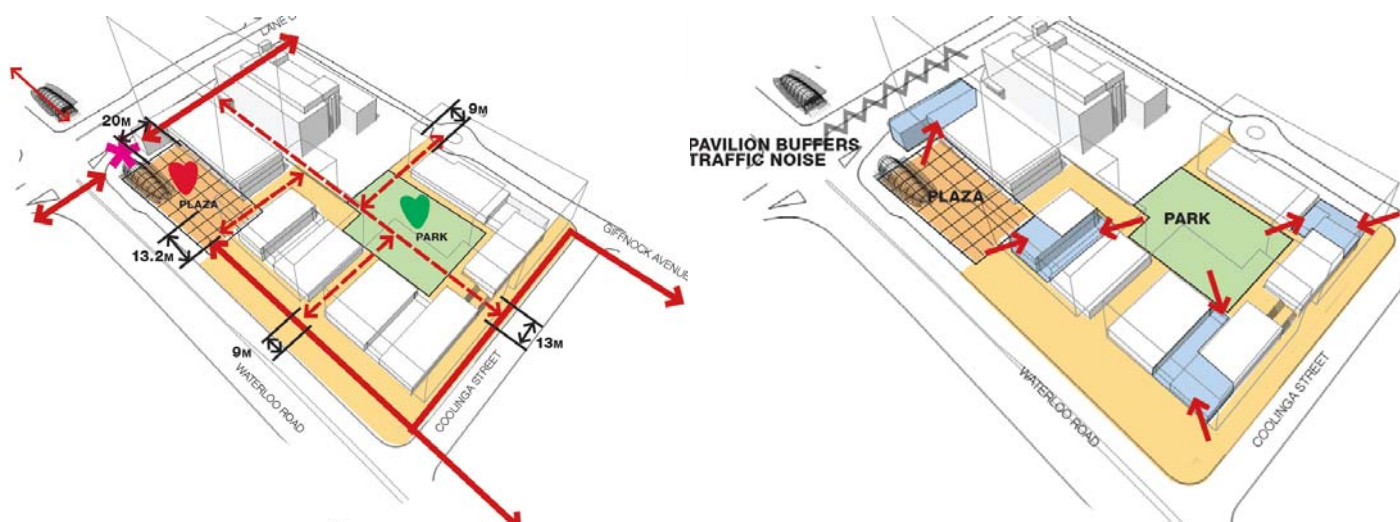 LANE C
9M
20M
PLAZA
PARK
GIFFNOCK AVENUE
13.2M
9M
13M
WATERLOO ROAD
COOLINGA STREET
PAVILION BUFFERS
TRAFFIC NOISE
PLAZA
PARK
WATERLOO ROAD
COOLINGA STREET